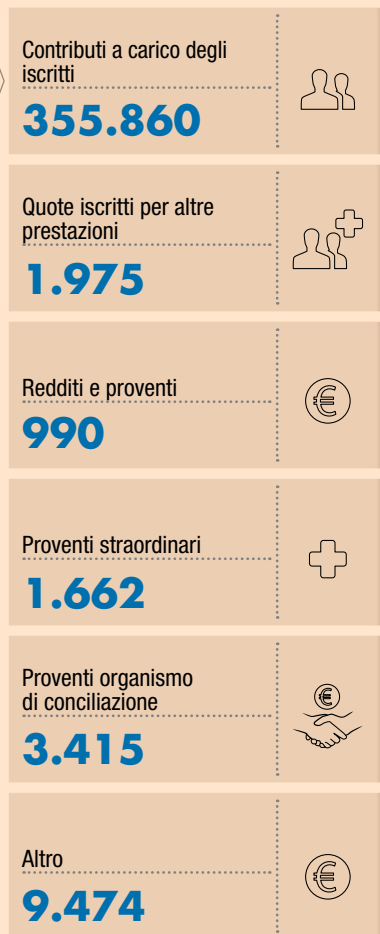 Contributi a carico degli
iscritti
355.860
Quote iscritti per altre
prestazioni
1.975
Redditi e proventi
990
Proventi straordinari
1.662
Proventi organismo
di conciliazione
3.415
Altro
9.474